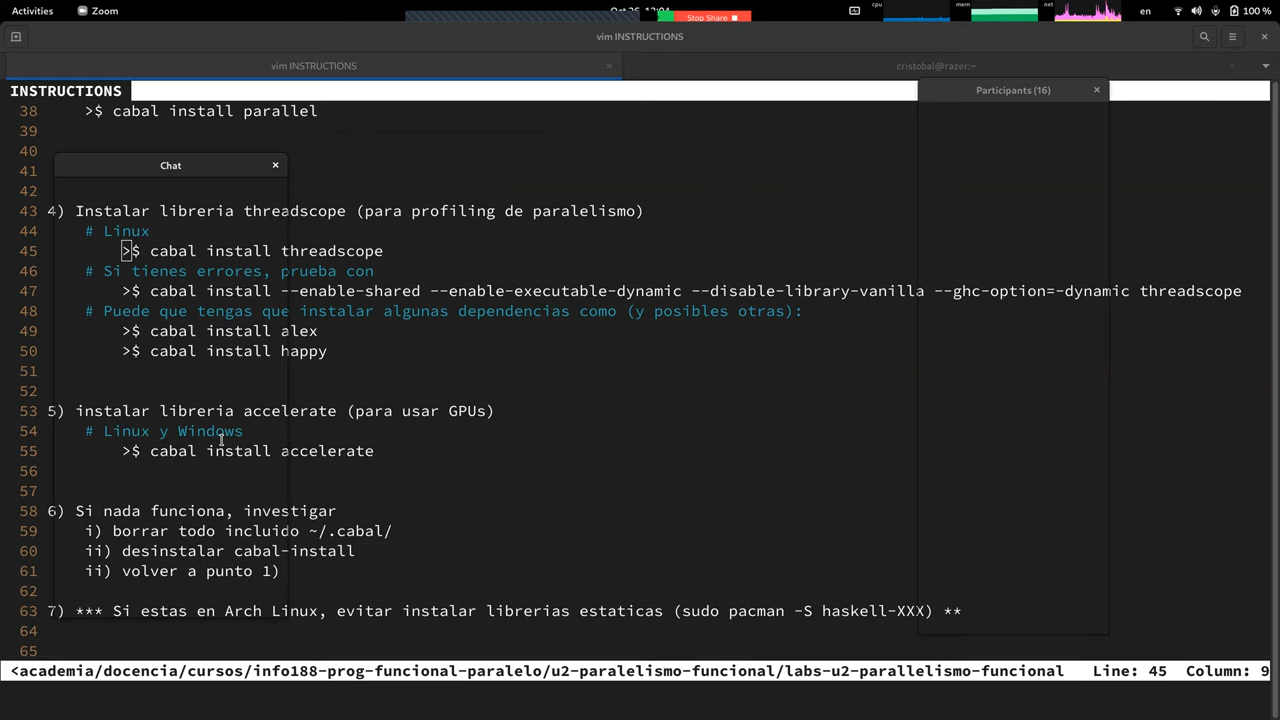 Activities Zoom
Stop Share
cpu mem net en 100 %
vim INSTRUCTIONS
vim INSTRUCTIONS cristobal@razer:~
INSTRUCTIONS
Participants (16)
Chat
38 >$ cabal install parallel
39
40
41
42
43 4) Instalar libreria threadscope (para profiling de paralelismo)
44 # Linux
45 >$ cabal install threadscope
46 # Si tienes errores, prueba con
47 >$ cabal install --enable-shared --enable-executable-dynamic --disable-library-vanilla --ghc-option=-dynamic threadscope
48 # Puede que tengas que instalar algunas dependencias como (y posibles otras):
49 >$ cabal install alex
50 >$ cabal install happy
51
52
53 5) instalar libreria accelerate (para usar GPUs)
54 # Linux y Windows
55 >$ cabal install accelerate
56
57
58 6) Si nada funciona, investigar
59 i) borrar todo incluido ~/.cabal/
60 ii) desinstalar cabal-install
61 ii) volver a punto 1)
62
63 7) *** Si estas en Arch Linux, evitar instalar librerias estaticas (sudo pacman -S haskell-XXX) **
64
65
<academia/docencia/cursos/info188-prog-funcional-paralelo/u2-paralelismo-funcional/labs-u2-parallelismo-funcional Line: 45 Column: 9